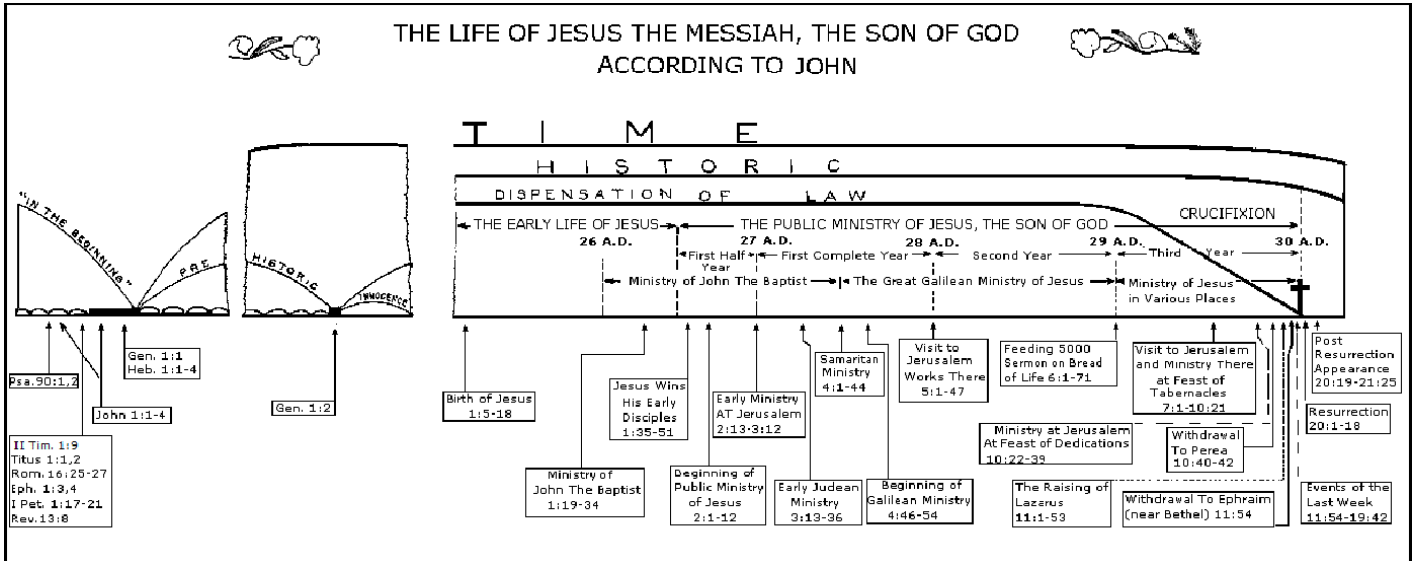 THE LIFE OF JESUS THE MESSIAH, THE SON OF GOD
ACCORDING TO JOHN
TIME
HISTORIC
DISPENSATION OF LAW
"IN THE BEGINNING"
PRE
HISTORIC
INNOCENCE
THE EARLY LIFE OF JESUS
THE PUBLIC MINISTRY OF JESUS, THE SON OF GOD
CRUCIFIXION
26 A.D.
27 A.D.
28 A.D.
29 A.D.
30 A.D.
First Half
Year
First Complete Year
Second Year
Third Year
Ministry of John The Baptist
The Great Galilean Ministry of Jesus
Ministry of Jesus
in Various Places
Psa.90:1,2
Gen. 1:1
Heb. 1:1-4
John 1:1-4
II Tim. 1:9
Titus 1:1,2
Rom. 16:25-27
Eph. 1:3,4
I Pet. 1:17-21
Rev.13:8
Gen. 1:2
Birth of Jesus
1:5-18
Ministry of
John The Baptist
1:19-34
Jesus Wins
His Early
Disciples
1:35-51
Beginning of
Public Ministry
of Jesus
2:1-12
Early Ministry
AT Jerusalem
2:13-3:12
Early Judean
Ministry
3:13-36
Samaritan
Ministry
4:1-44
Beginning of
Galilean Ministry
4:46-54
Visit to
Jerusalem
Works There
5:1-47
Feeding 5000
Sermon on Bread
of Life 6:1-71
Visit to Jerusalem
and Ministry There
at Feast of
Tabernacles
7:1-10:21
Ministry at Jerusalem
At Feast of Dedications
10:22-39
Withdrawal
To Perea
10:40-42
The Raising of
Lazarus
11:1-53
Withdrawal To Ephraim
(near Bethel) 11:54
Events of the
Last Week
11:54-19:42
Resurrection
20:1-18
Post
Resurrection
Appearance
20:19-21:25